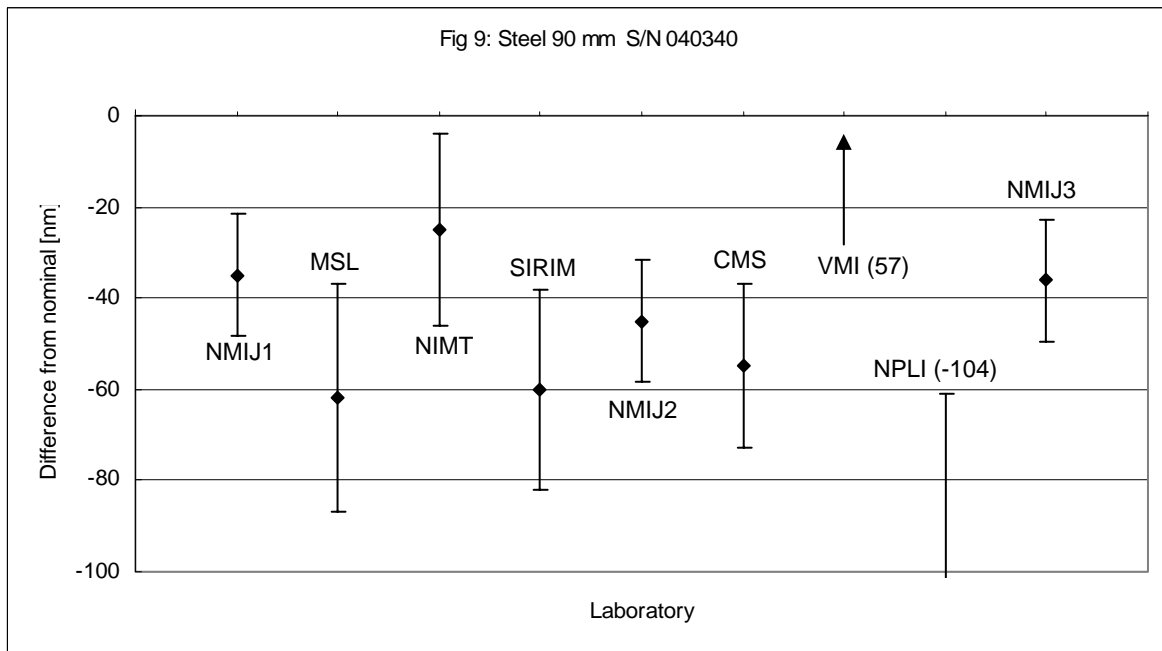 Fig 9: Steel 90 mm S/N 040340
Difference from nominal [nm]
0
-20
-40
-60
-80
-100
NMIJ1
MSL
NIMT
SIRIM
NMIJ2
CMS
VMI (57)
NPLI (-104)
NMIJ3
Laboratory